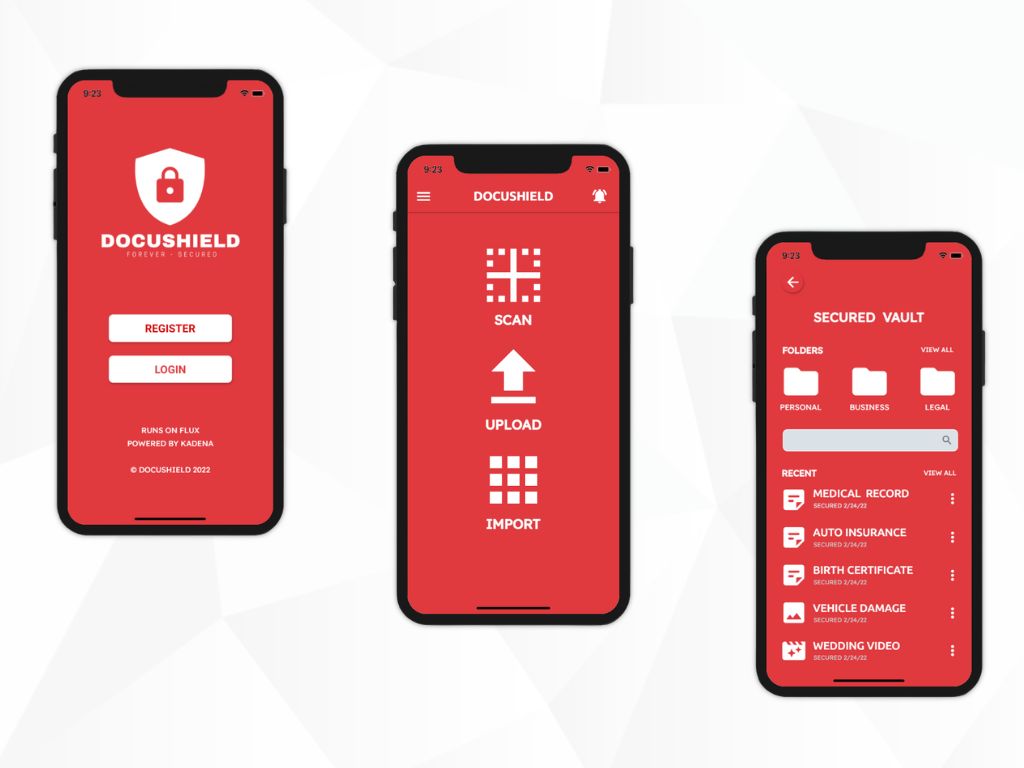 9:23
DOCUSHIELD
FOREVER - SECURED
REGISTER
LOGIN
RUNS ON FLUX
POWERED BY KADENA
© DOCUSHIELD 2022
9:23
DOCUSHIELD
SCAN
UPLOAD
IMPORT
9:23
SECURED VAULT
FOLDERS VIEW ALL
PERSONAL BUSINESS LEGAL
RECENT VIEW ALL
MEDICAL RECORD
SECURED 2/24/22
AUTO INSURANCE
SECURED 2/24/22
BIRTH CERTIFICATE
SECURED 2/24/22
VEHICLE DAMAGE
SECURED 2/24/22
WEDDING VIDEO
SECURED 2/24/22